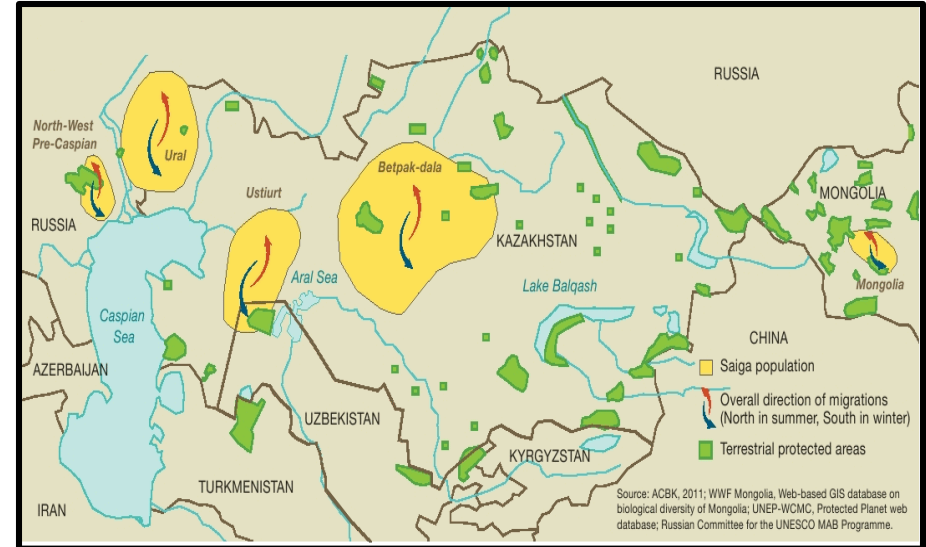 RUSSIA
North-West
Pre-Caspian
Ural
Betpak-dala
Ustiurt
MONGOLIA
RUSSIA
KAZAKHSTAN
Aral Sea
Lake Balqash
Mongolia
Caspian
Sea
CHINA
AZERBAIJAN
Saiga population
Overall direction of migrations
(North in summer, South in winter)
UZBEKISTAN
Terrestrial protected areas
KYRGYZSTAN
TURKMENISTAN
IRAN
Source: ACBK, 2011; WWF Mongolia, Web-based GIS database on
biological diversity of Mongolia; UNEP-WCMC, Protected Planet web
database; Russian Committee for the UNESCO MAB Programme.